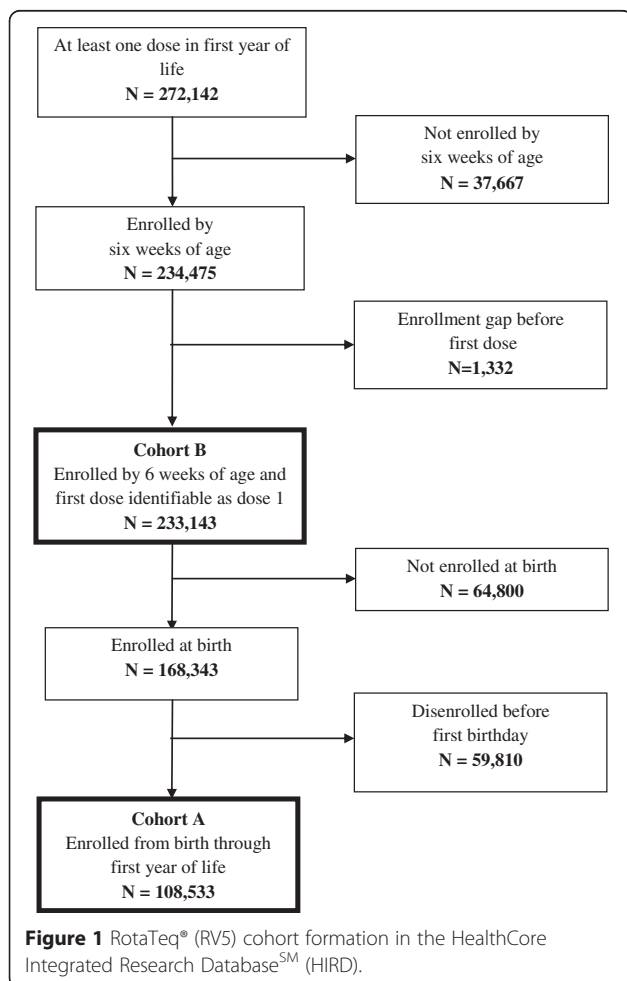 At least one dose in first year of
life
N = 272,142
Not enrolled by
six weeks of age
N = 37,667
Enrolled by
six weeks of age
N = 234,475
Enrollment gap before
first dose
N=1,332
Cohort B
Enrolled by 6 weeks of age and
first dose identifiable as dose 1
N = 233,143
Not enrolled at birth
N = 64,800
Enrolled at birth
N = 168,343
Disenrolled before
first birthday
N = 59,810
Cohort A
Enrolled from birth through
first year of life
N = 108,533
Figure 1 RotaTeq® (RV5) cohort formation in the HealthCore
Integrated Research Database℠ (HIRD).